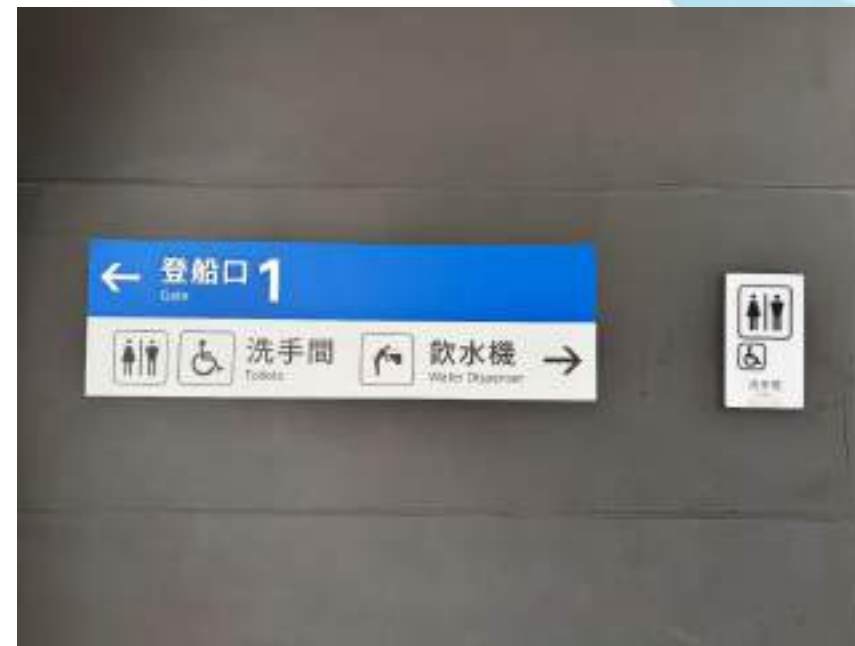 ← 登船口 1
Gate
洗手間 飲水機 →
Toilets Water Dispenser
洗手間